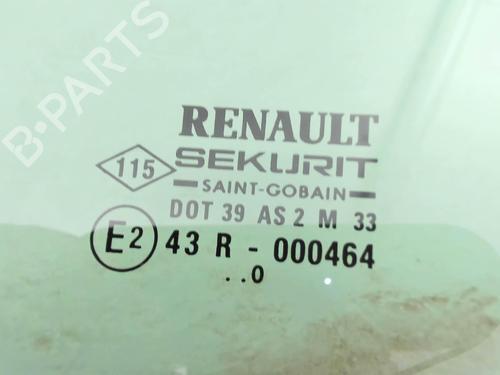 B-PARTS
RENAULT
115 SEKURIT
SAINT-GOBAIN
DOT 39 AS 2 M 33
E2 43 R - 000464
..0